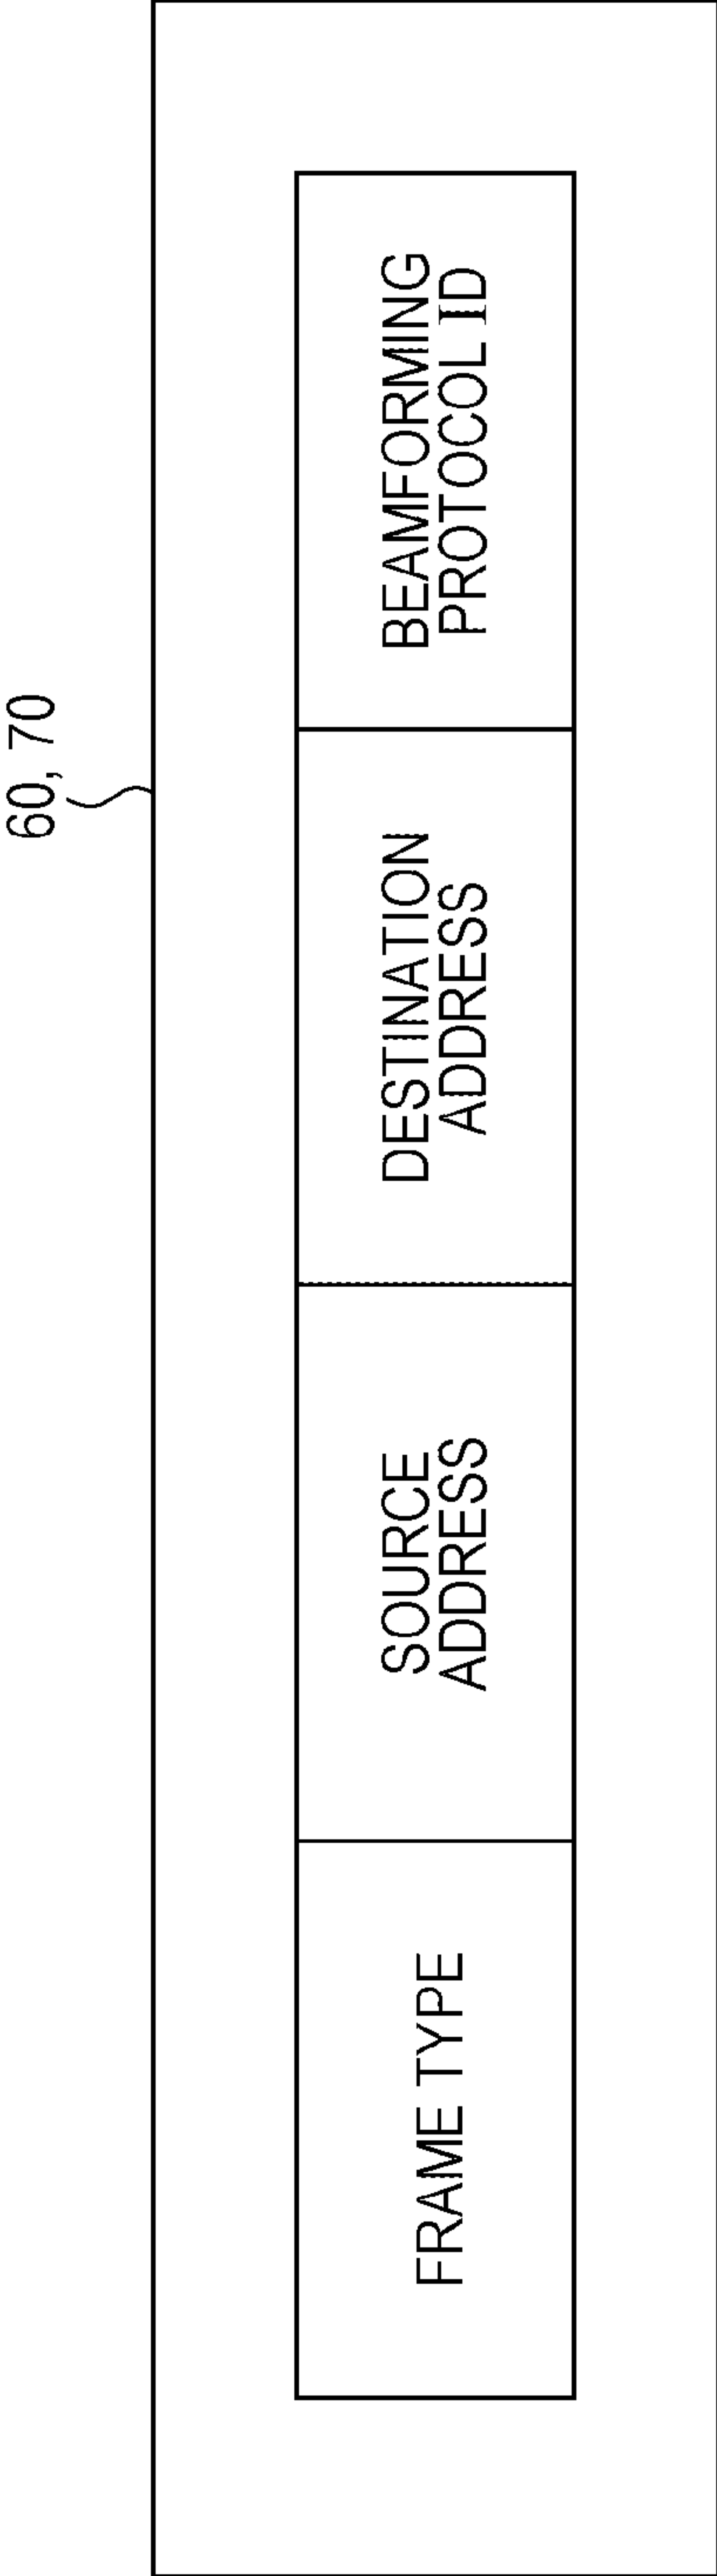 60, 70
FRAME TYPE
SOURCE
ADDRESS
DESTINATION
ADDRESS
BEAMFORMING
PROTOCOL ID